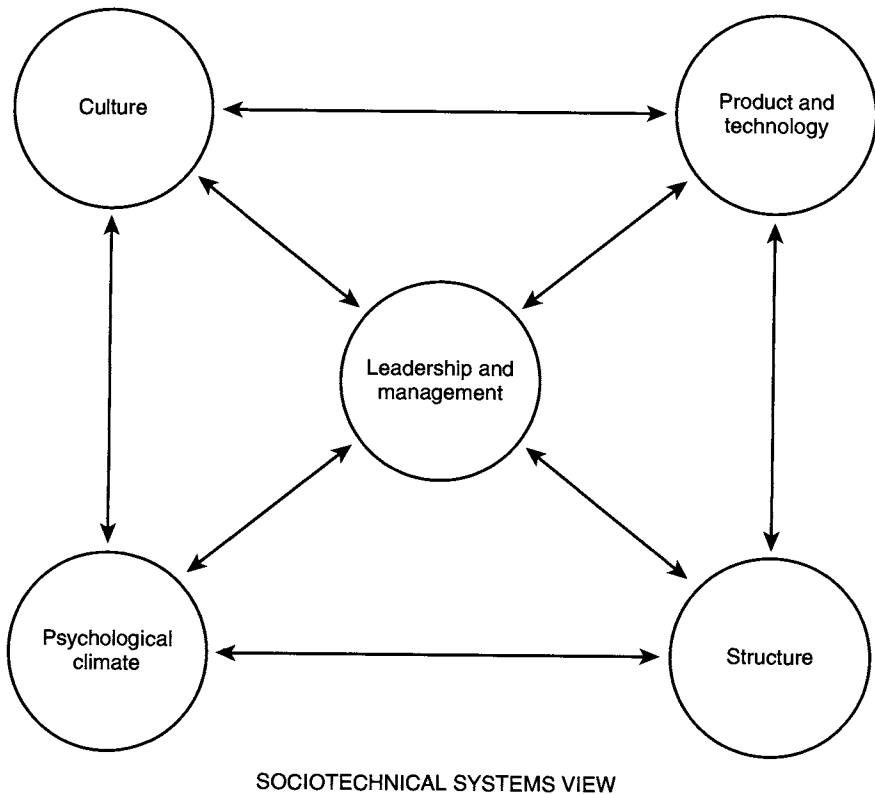 Culture
Product and
technology
Leadership and
management
Psychological
climate
Structure
SOCIOTECHNICAL SYSTEMS VIEW